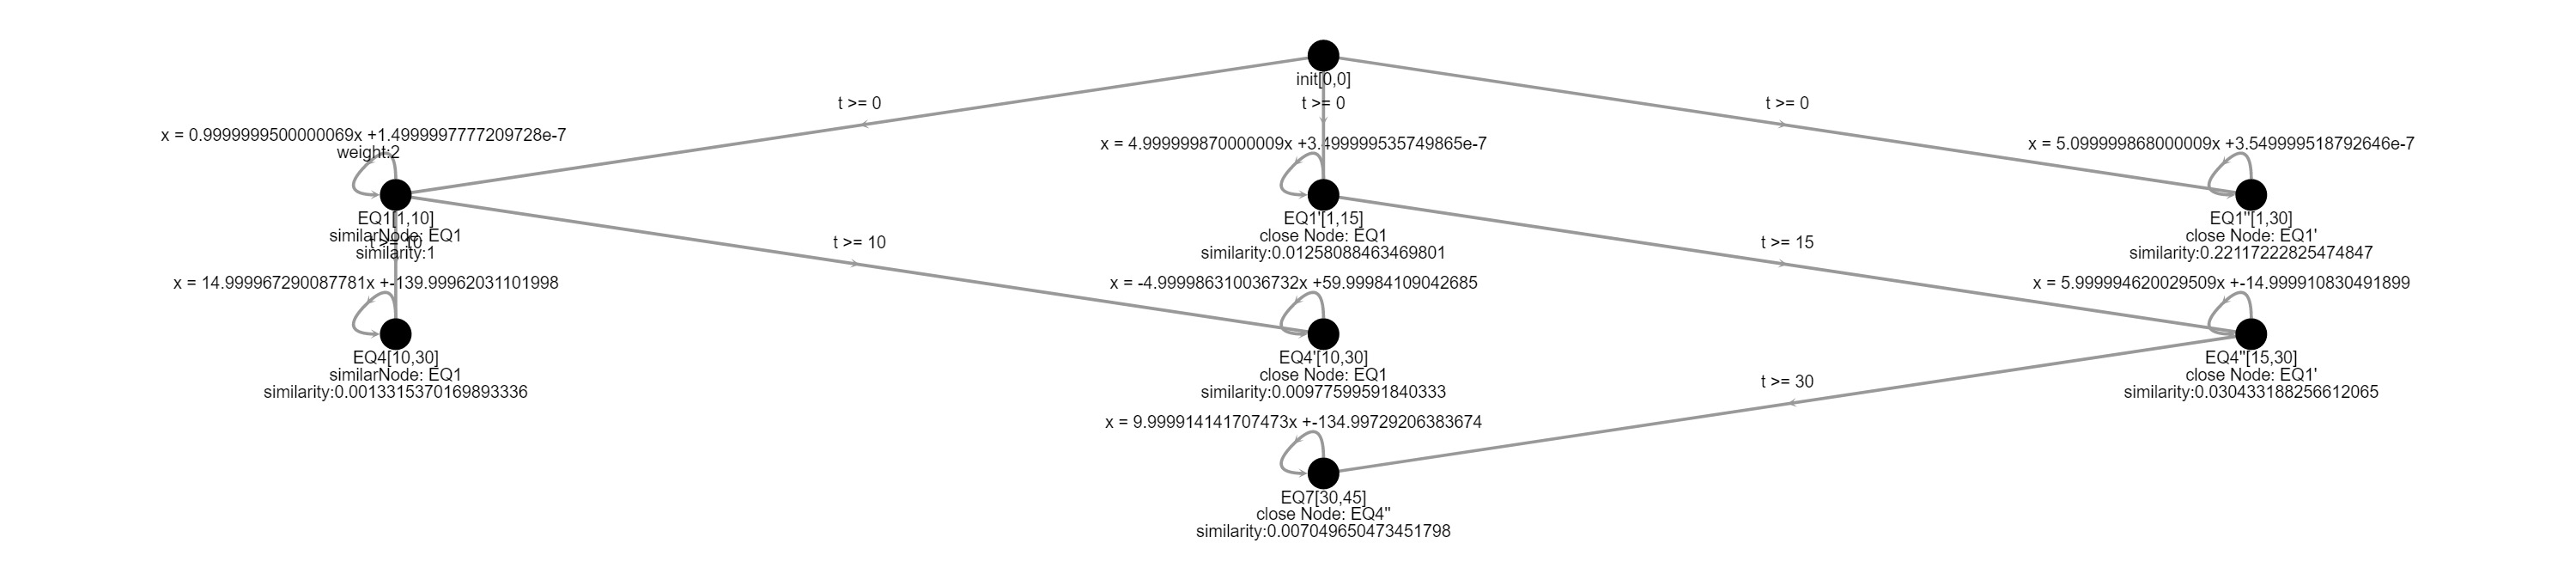 init[0,0]
t >= 0
t >= 0
t >= 0
x = 0.9999999500000069x +1.4999997777209728e-7
weight:2
x = 4.999999870000009x +3.499999535749865e-7
x = 5.099999868000009x +3.549999518792646e-7
EQ1[1,10]
similarNode: EQ1
similarity:1
t >= 10
EQ1'[1,15]
close Node: EQ1
similarity:0.01258088463469801
EQ1''[1,30]
close Node: EQ1'
similarity:0.22117222825474847
t >= 10
t >= 15
x = 14.999967290087781x +-139.99962031101998
x = -4.999986310036732x +59.99984109042685
x = 5.999994620029509x +-14.999910830491899
EQ4[10,30]
similarNode: EQ1
similarity:0.0013315370169893336
EQ4'[10,30]
close Node: EQ1
similarity:0.00977599591840333
EQ4''[15,30]
close Node: EQ1'
similarity:0.030433188256612065
t >= 30
x = 9.999914141707473x +-134.99729206383674
EQ7[30,45]
close Node: EQ4''
similarity:0.007049650473451798